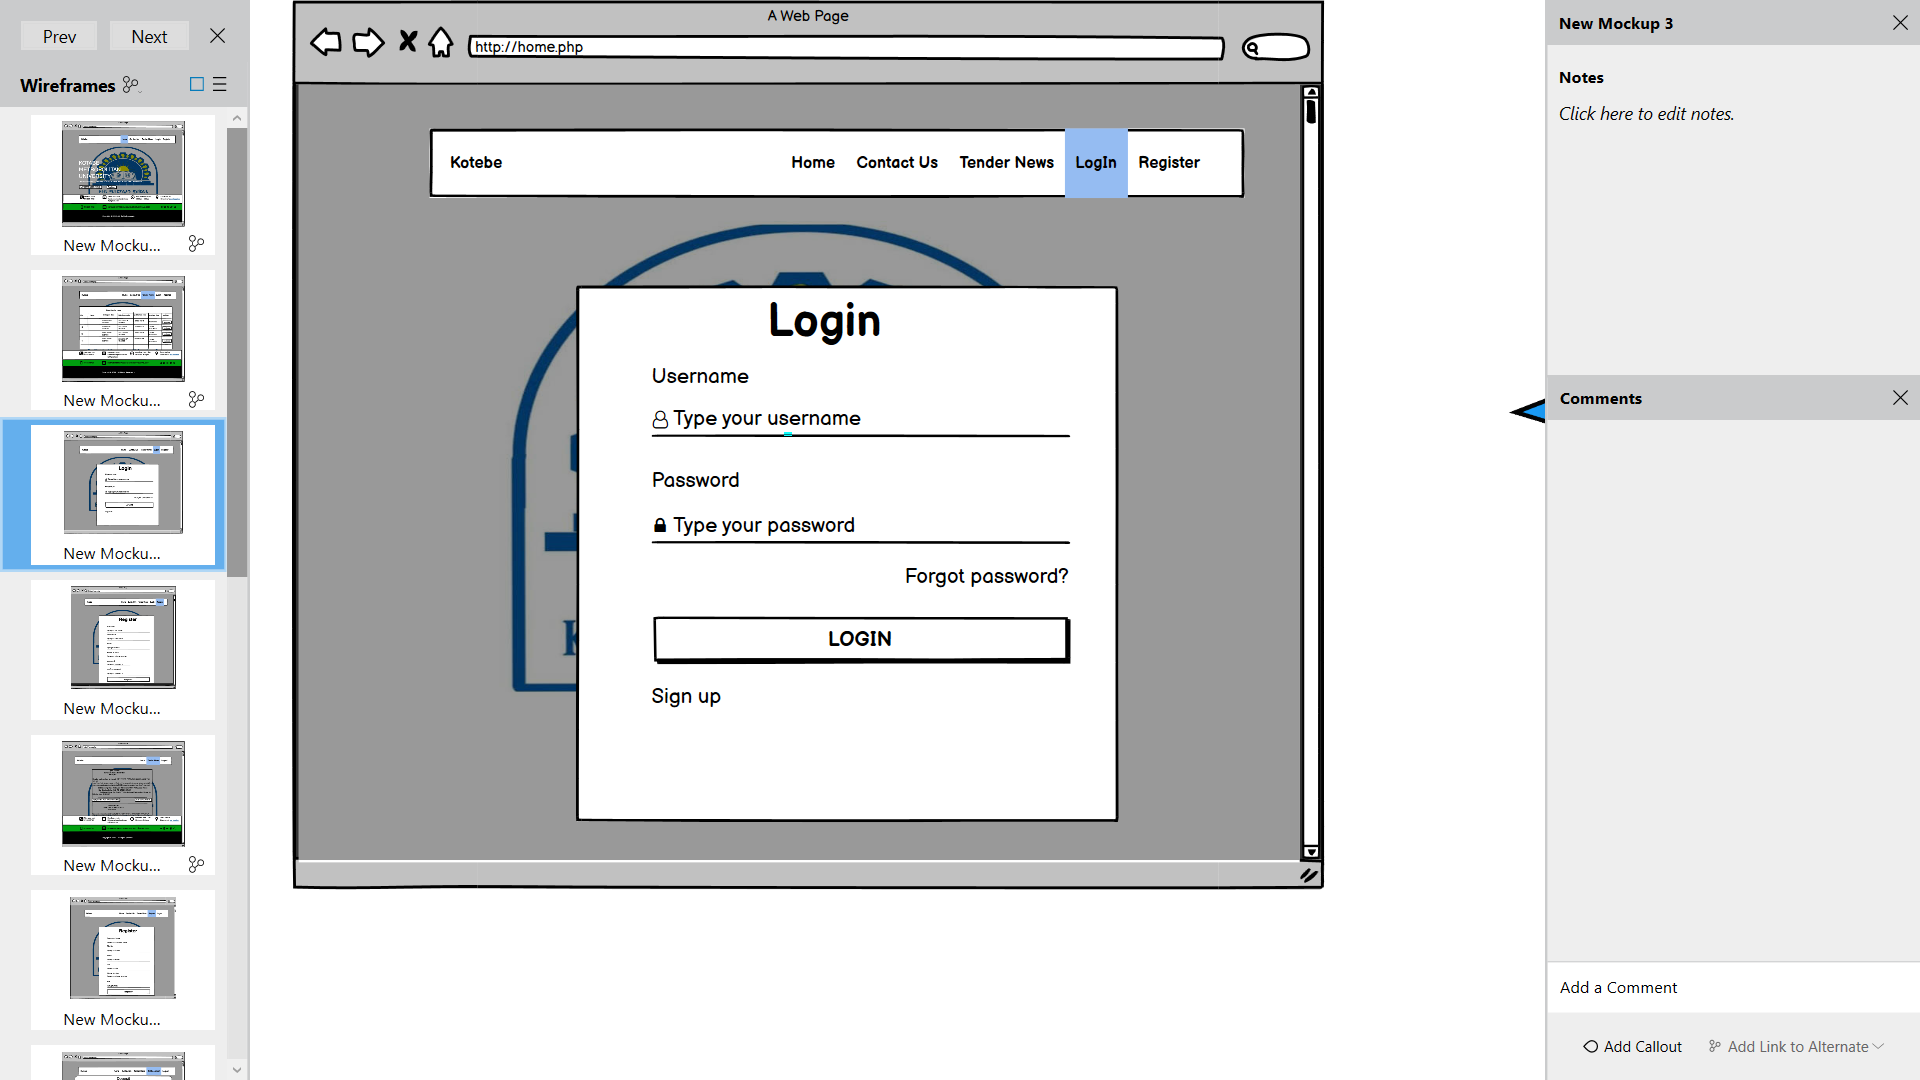 Prev Next
Wireframes
New Mocku...
New Mocku...
New Mocku...
New Mocku...
New Mocku...
New Mocku...
A Web Page
http://home.php
Kotebe Home Contact Us Tender News LogIn Register
Login
Username
Type your username
Password
Type your password
Forgot password?
LOGIN
Sign up
New Mockup 3
Notes
Click here to edit notes.
Comments
Add a Comment
Add Callout Add Link to Alternate